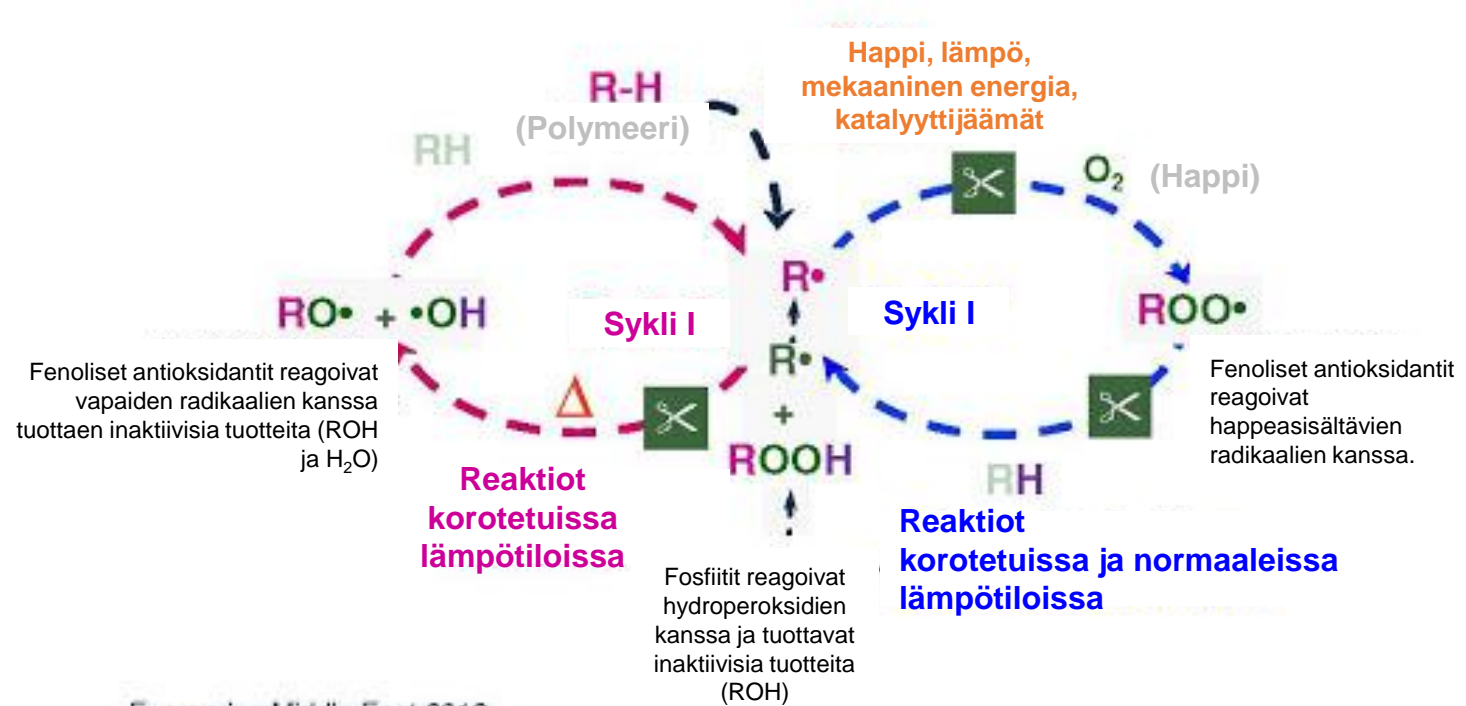 Happi, lämpö,
mekaaninen energia,
katalyyttijäämät
R-H
(Polymeeri)
RH
O₂ (Happi)
R•
RO• + •OH
Sykli I
Sykli I
ROO•
R•
+
ROOH
Δ
RH
Fenoliset antioksidantit reagoivat
vapaiden radikaalien kanssa
tuottaen inaktiivisia tuotteita (ROH
ja H₂O)
Fenoliset antioksidantit
reagoivat
happeasisältävien
radikaalien kanssa.
Reaktiot
korotetuissa
lämpötiloissa
Reaktiot
korotetuissa ja normaaleissa
lämpötiloissa
Fosfiitit reagoivat
hydroperoksidien
kanssa ja tuottavat
inaktiivisia tuotteita
(ROH)